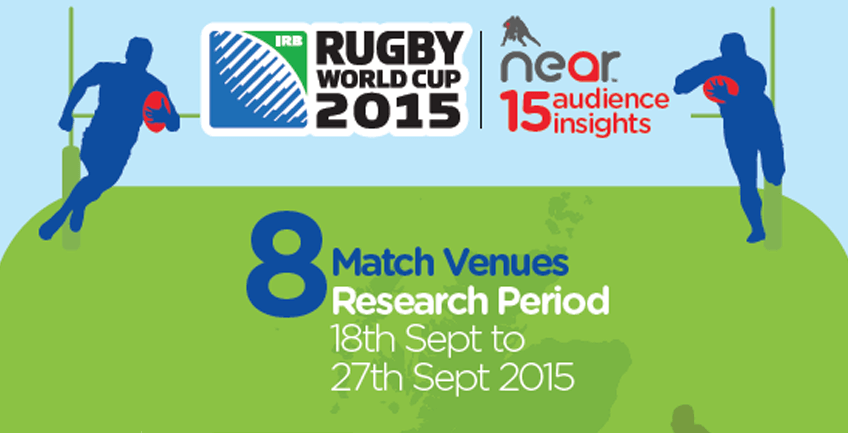 IRB
RUGBY
WORLD CUP
2015
near
15 audience
insights
8 Match Venues
Research Period
18th Sept to
27th Sept 2015